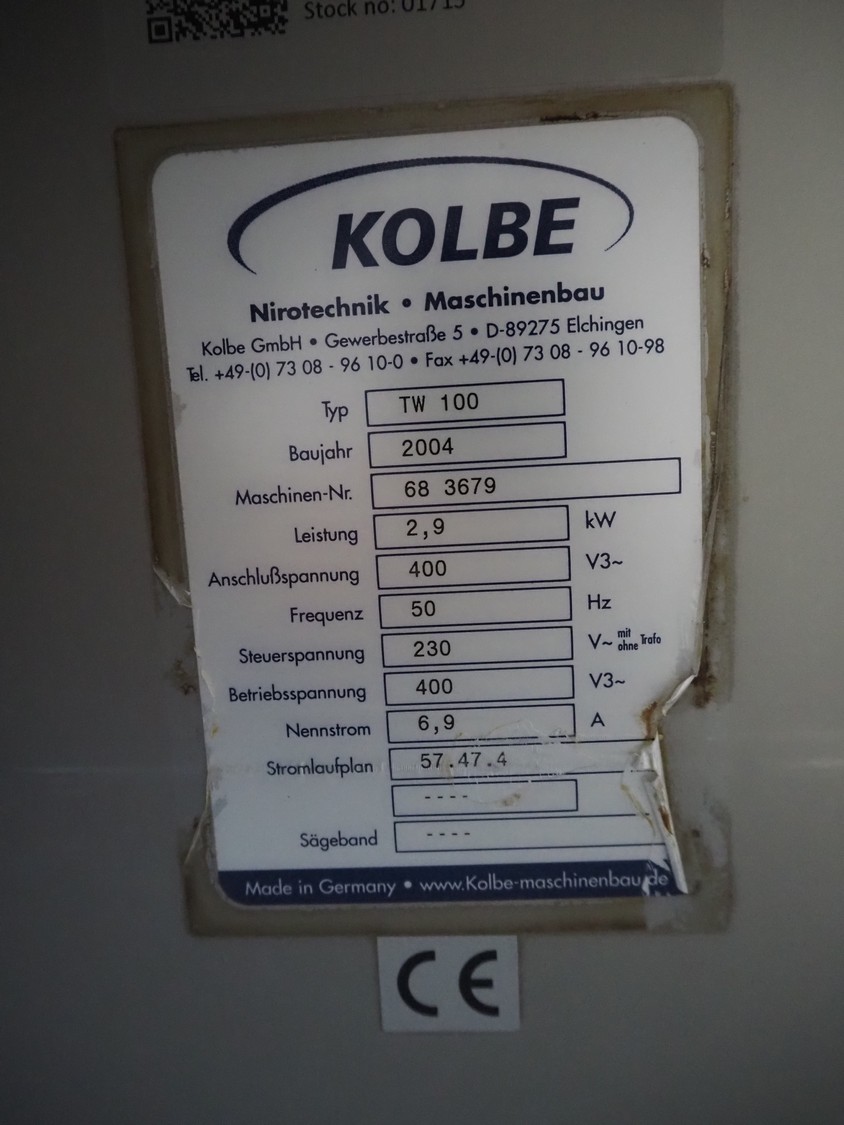 Stock no: 01715
KOLBE
Nirotechnik • Maschinenbau
Kolbe GmbH • Gewerbestraße 5 • D-89275 Elchingen
Tel. +49-(0) 73 08 - 96 10-0 • Fax +49-(0) 73 08 - 96 10-98
Typ TW 100
Baujahr 2004
Maschinen-Nr. 68 3679
Leistung 2,9 kW
Anschlußspannung 400 V3~
Frequenz 50 Hz
Steuerspannung 230 V~ mit ohne Trafo
Betriebsspannung 400 V3~
Nennstrom 6,9 A
Stromlaufplan 57.47.4
----
Sägeband ----
Made in Germany • www.Kolbe-maschinenbau.de
CE